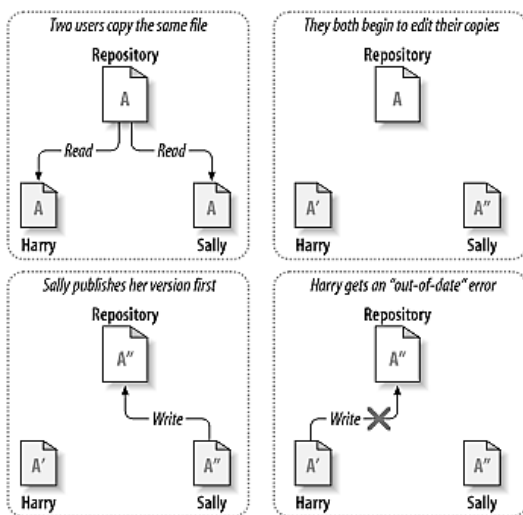 Two users copy the same file
Repository
A
Read
Read
A
A
Harry
Sally
They both begin to edit their copies
Repository
A
A'
A"
Harry
Sally
Sally publishes her version first
Repository
A"
Write
A'
A"
Harry
Sally
Harry gets an "out-of-date" error
Repository
A"
Write
A'
A"
Harry
Sally